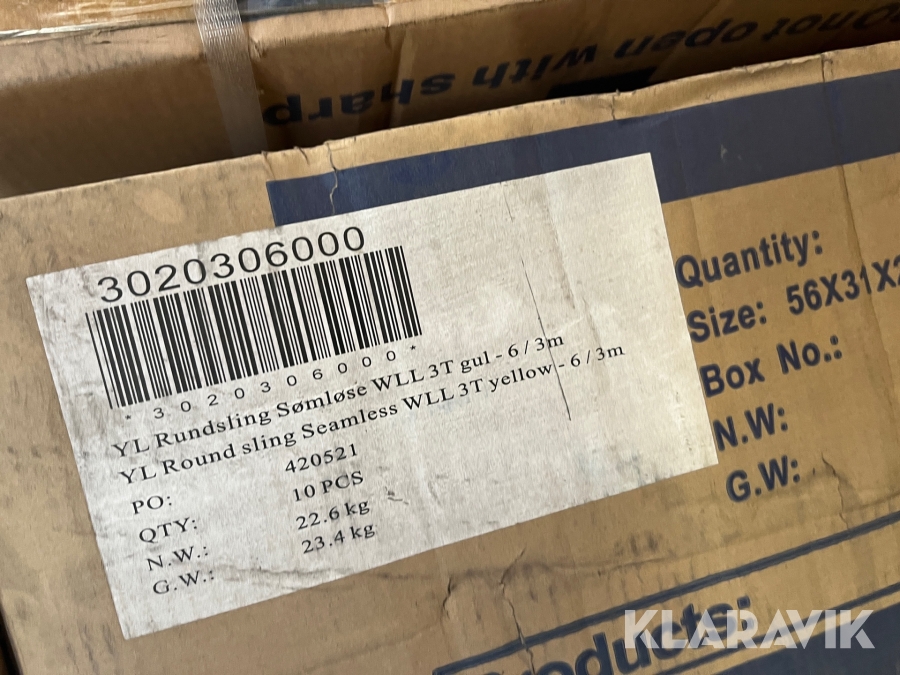 Do not open with sharp
3020306000
*3020306000*
YL Rundsling Sømløse WLL 3T gul - 6 / 3m
YL Round sling Seamless WLL 3T yellow - 6 / 3m
PO: 420521
QTY: 10 PCS
N.W.: 22.6 kg
G.W.: 23.4 kg
Quantity:
Size: 56X31X2
Box No.:
N.W:
G.W:
Products:
KLARAVIK